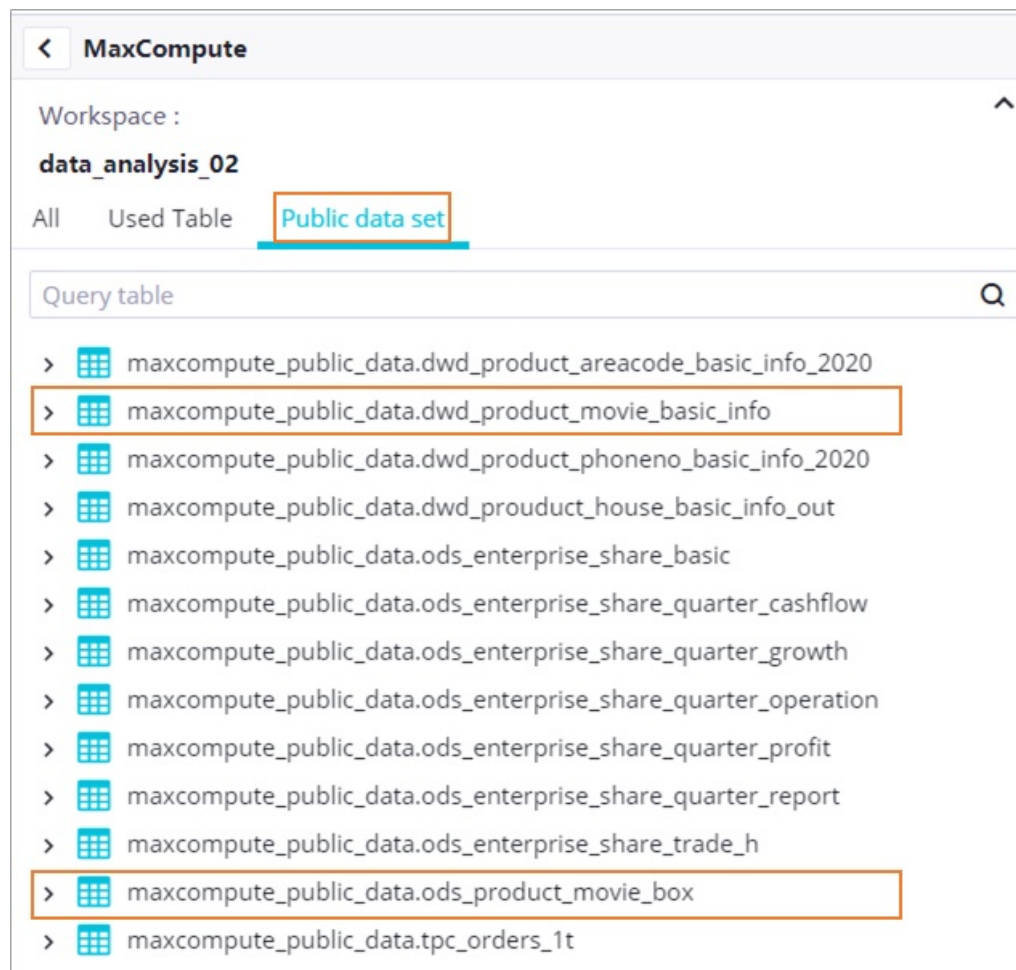 MaxCompute
Workspace :
data_analysis_02
All Used Table Public data set
Query table
maxcompute_public_data.dwd_product_areacode_basic_info_2020
maxcompute_public_data.dwd_product_movie_basic_info
maxcompute_public_data.dwd_product_phoneno_basic_info_2020
maxcompute_public_data.dwd_prouduct_house_basic_info_out
maxcompute_public_data.ods_enterprise_share_basic
maxcompute_public_data.ods_enterprise_share_quarter_cashflow
maxcompute_public_data.ods_enterprise_share_quarter_growth
maxcompute_public_data.ods_enterprise_share_quarter_operation
maxcompute_public_data.ods_enterprise_share_quarter_profit
maxcompute_public_data.ods_enterprise_share_quarter_report
maxcompute_public_data.ods_enterprise_share_trade_h
maxcompute_public_data.ods_product_movie_box
maxcompute_public_data.tpc_orders_1t